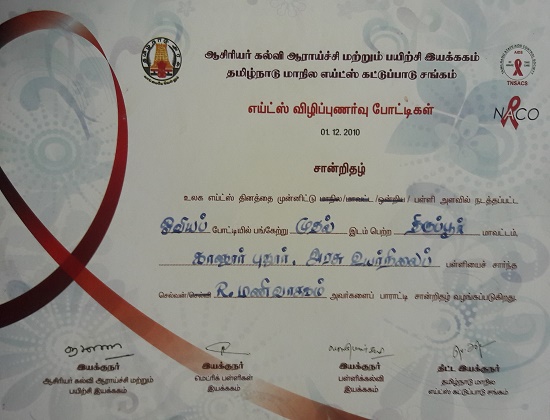 ஆசிரியர் கல்வி ஆராய்ச்சி மற்றும் பயிற்சி இயக்ககம்
தமிழ்நாடு மாநில எய்ட்ஸ் கட்டுப்பாடு சங்கம்
AIDS
TNSACS
எய்ட்ஸ் விழிப்புணர்வு போட்டிகள்
NACO
01. 12. 2010
சான்றிதழ்
உலக எய்ட்ஸ் தினத்தை முன்னிட்டு மாநில / மாவட்ட / ஒன்றிய / பள்ளி அளவில் நடத்தப்பட்ட
ஓவியப் போட்டியில் பங்கேற்று முதல் இடம் பெற்ற திருப்பூர் மாவட்டம்,
கானூர் புதூர், அரசு உயர்நிலைப் பள்ளியைச் சார்ந்த
செல்வன்/செல்வி R. மணிவாசகம் அவர்களைப் பாராட்டி சான்றிதழ் வழங்கப்படுகிறது.
இயக்குநர் இயக்குநர் இயக்குநர் திட்ட இயக்குநர்
ஆசிரியர் கல்வி ஆராய்ச்சி மற்றும் மெட்ரிக் பள்ளிகள் பள்ளிக்கல்வி தமிழ்நாடு மாநில
பயிற்சி இயக்ககம் இயக்ககம் இயக்ககம் எய்ட்ஸ் கட்டுப்பாடு சங்கம்